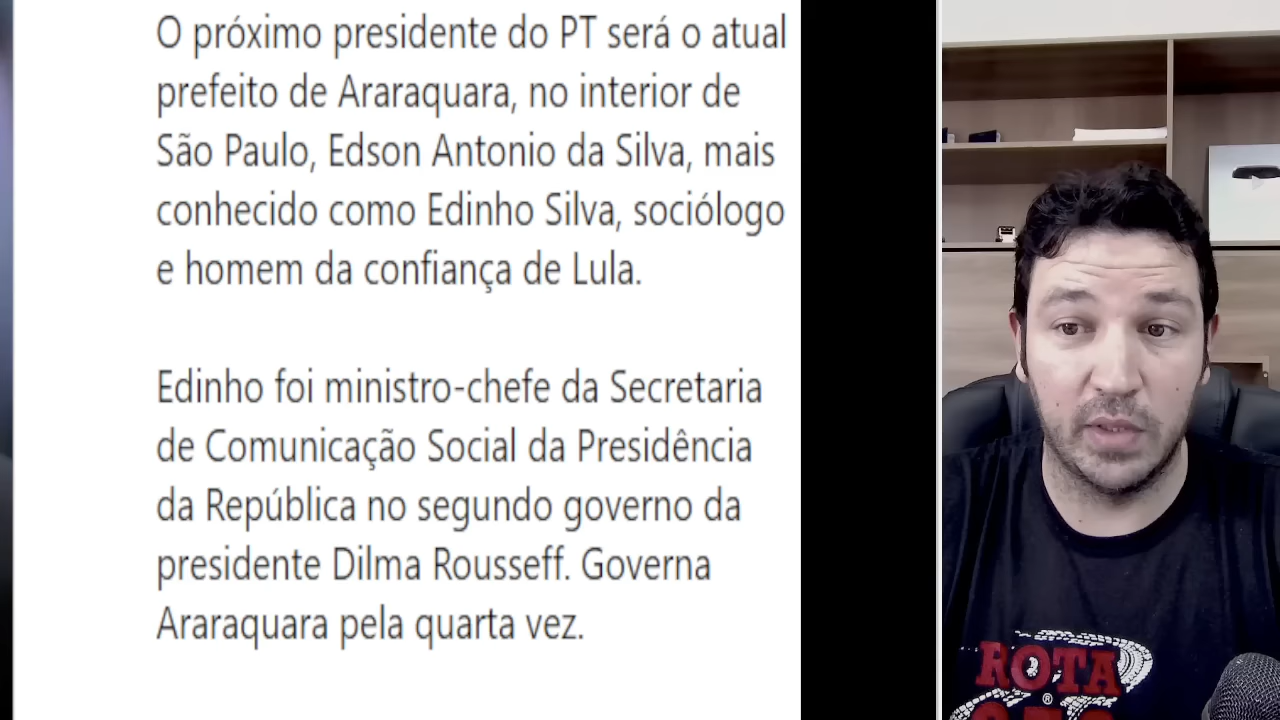 O próximo presidente do PT será o atual
prefeito de Araraquara, no interior de
São Paulo, Edson Antonio da Silva, mais
conhecido como Edinho Silva, sociólogo
e homem da confiança de Lula.
Edinho foi ministro-chefe da Secretaria
de Comunicação Social da Presidência
da República no segundo governo da
presidente Dilma Rousseff. Governa
Araraquara pela quarta vez.
ROTA
®